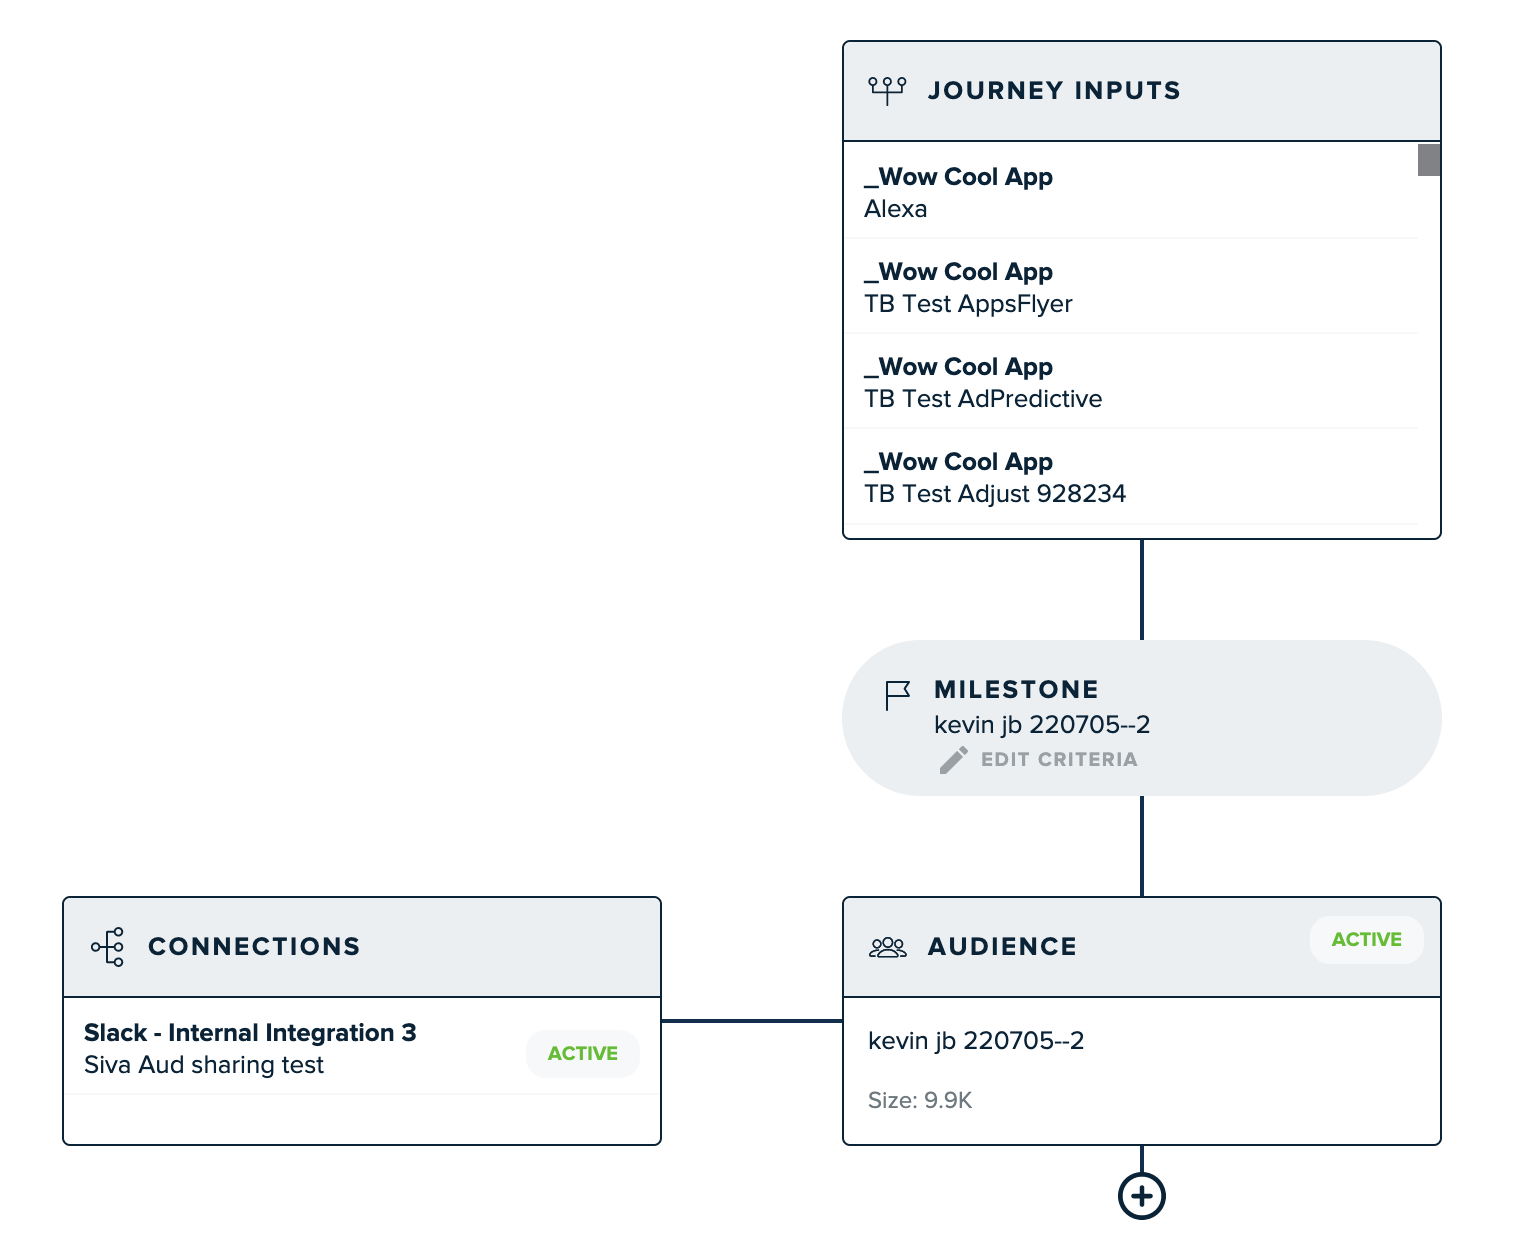 JOURNEY INPUTS
_Wow Cool App
Alexa
_Wow Cool App
TB Test AppsFlyer
_Wow Cool App
TB Test AdPredictive
_Wow Cool App
TB Test Adjust 928234
MILESTONE
kevin jb 220705--2
EDIT CRITERIA
CONNECTIONS
Slack - Internal Integration 3
Siva Aud sharing test
ACTIVE
AUDIENCE
ACTIVE
kevin jb 220705--2
Size: 9.9K